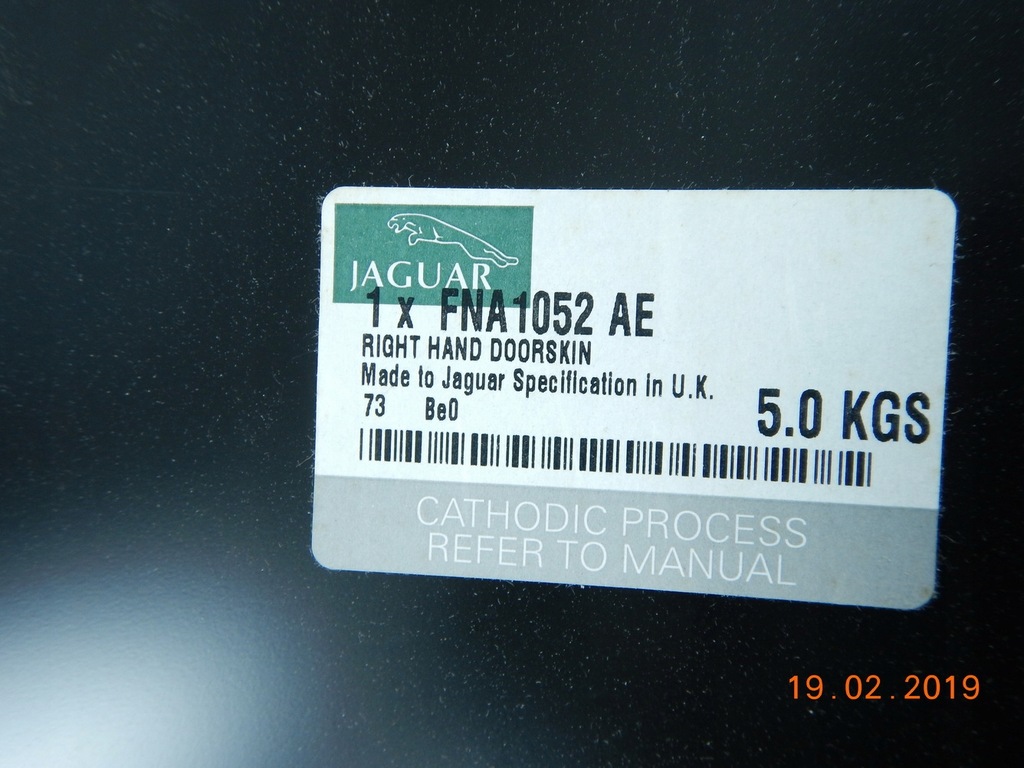 JAGUAR
1 x FNA1052 AE
RIGHT HAND DOORSKIN
Made to Jaguar Specification in U.K.
73 Be0
5.0 KGS
CATHODIC PROCESS
REFER TO MANUAL
19.02.2019